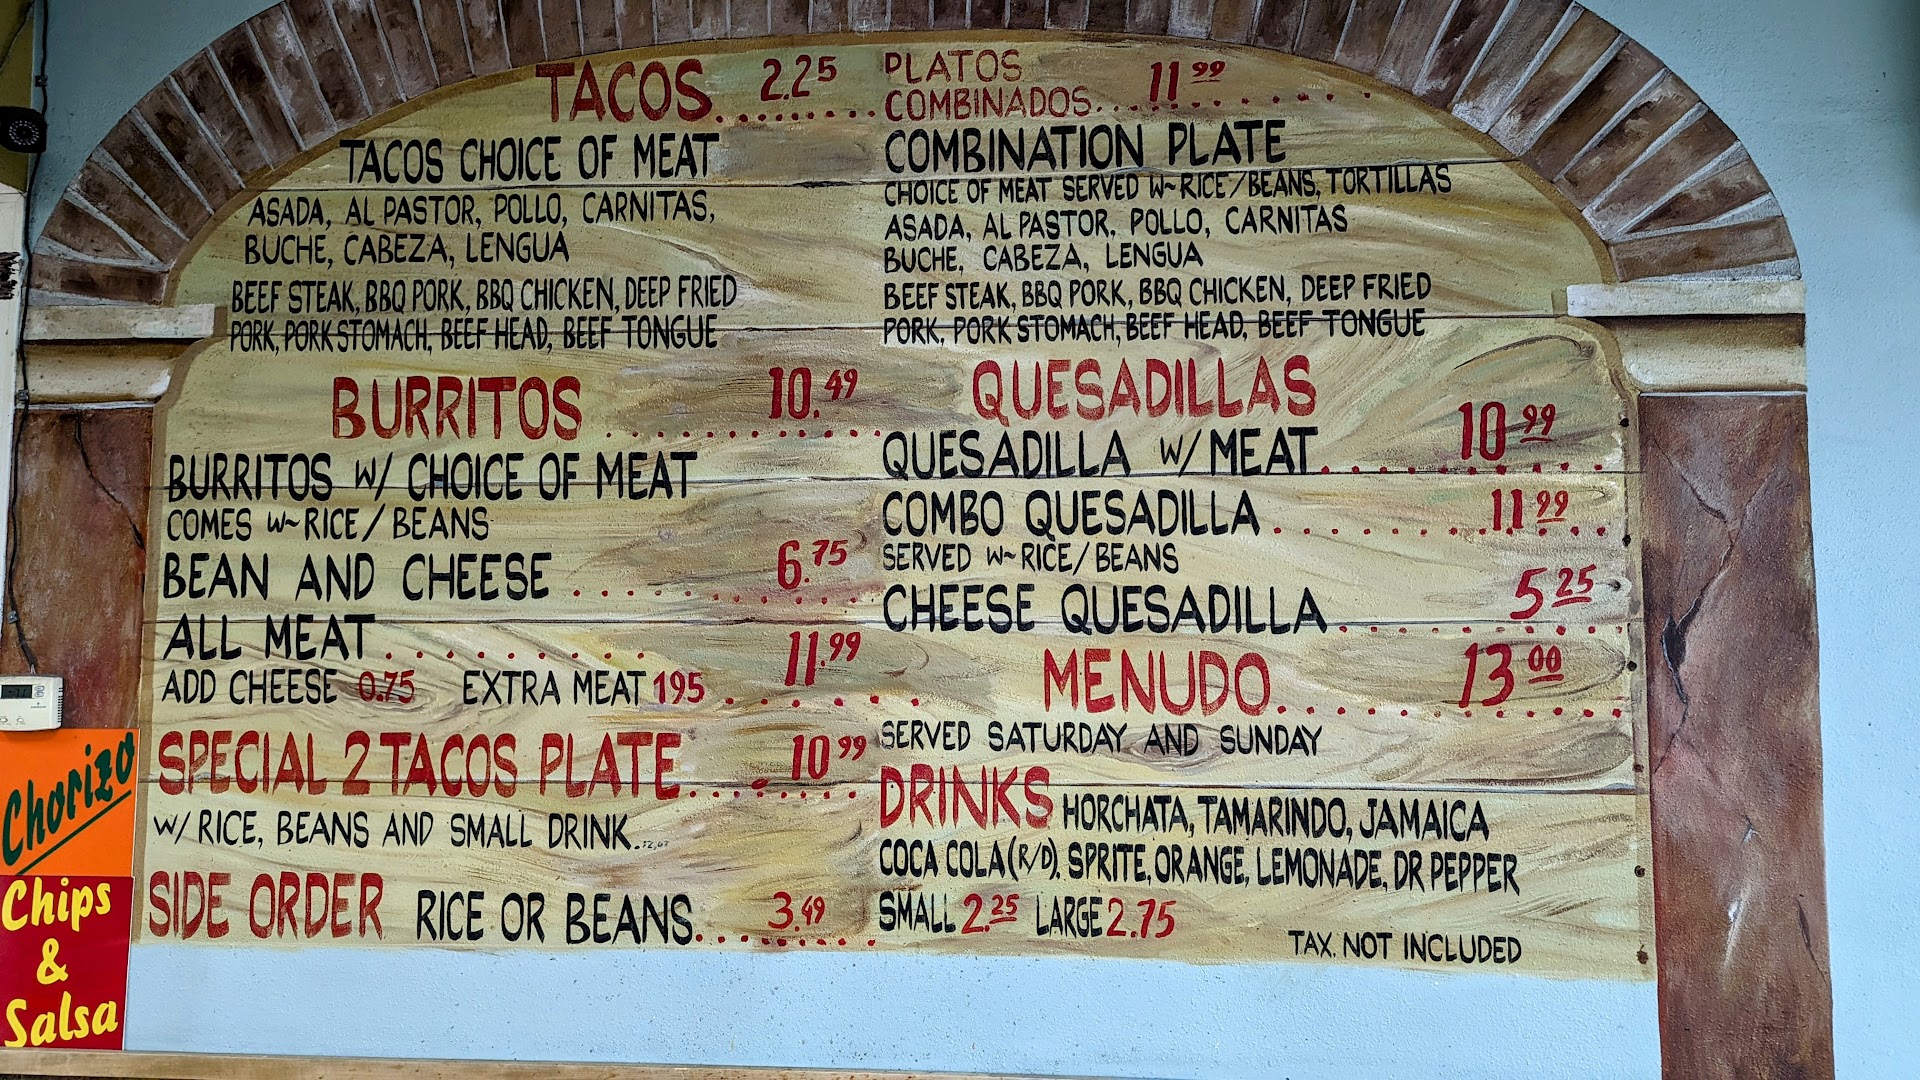 TACOS 2.25
TACOS CHOICE OF MEAT
ASADA, AL PASTOR, POLLO, CARNITAS,
BUCHE, CABEZA, LENGUA
BEEF STEAK, BBQ PORK, BBQ CHICKEN, DEEP FRIED
PORK, PORK STOMACH, BEEF HEAD, BEEF TONGUE
BURRITOS 10.49
BURRITOS W/ CHOICE OF MEAT
COMES W~ RICE/BEANS
BEAN AND CHEESE 6.75
ALL MEAT 11.99
ADD CHEESE 0.75 EXTRA MEAT 195
SPECIAL 2 TACOS PLATE 10.99
W/ RICE, BEANS AND SMALL DRINK.
SIDE ORDER RICE OR BEANS 3.49
PLATOS
COMBINADOS 11.99
COMBINATION PLATE
CHOICE OF MEAT SERVED W~ RICE/BEANS, TORTILLAS
ASADA, AL PASTOR, POLLO, CARNITAS
BUCHE, CABEZA, LENGUA
BEEF STEAK, BBQ PORK, BBQ CHICKEN, DEEP FRIED
PORK, PORK STOMACH, BEEF HEAD, BEEF TONGUE
QUESADILLAS
QUESADILLA W/ MEAT 10.99
COMBO QUESADILLA 11.99
SERVED W~ RICE/BEANS
CHEESE QUESADILLA 5.25
MENUDO 13.00
SERVED SATURDAY AND SUNDAY
DRINKS HORCHATA, TAMARINDO, JAMAICA
COCA COLA (R/D), SPRITE, ORANGE, LEMONADE, DR PEPPER
SMALL 2.25 LARGE 2.75
TAX. NOT INCLUDED
Chorizo
Chips
&
Salsa